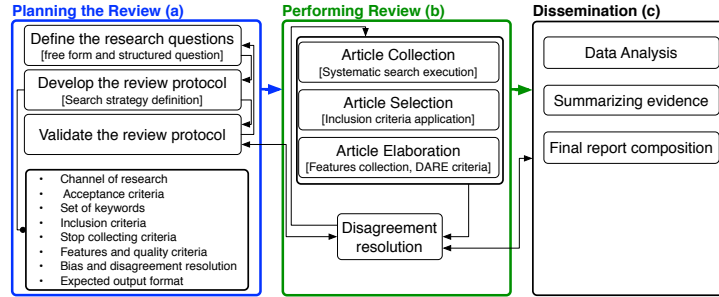 Planning the Review (a)
Define the research questions
[free form and structured question]
Develop the review protocol
[Search strategy definition]
Validate the review protocol
• Channel of research
• Acceptance criteria
• Set of keywords
• Inclusion criteria
• Stop collecting criteria
• Features and quality criteria
• Bias and disagreement resolution
• Expected output format
Performing Review (b)
Article Collection
[Systematic search execution]
Article Selection
[Inclusion criteria application]
Article Elaboration
[Features collection, DARE criteria]
Disagreement
resolution
Dissemination (c)
Data Analysis
Summarizing evidence
Final report composition